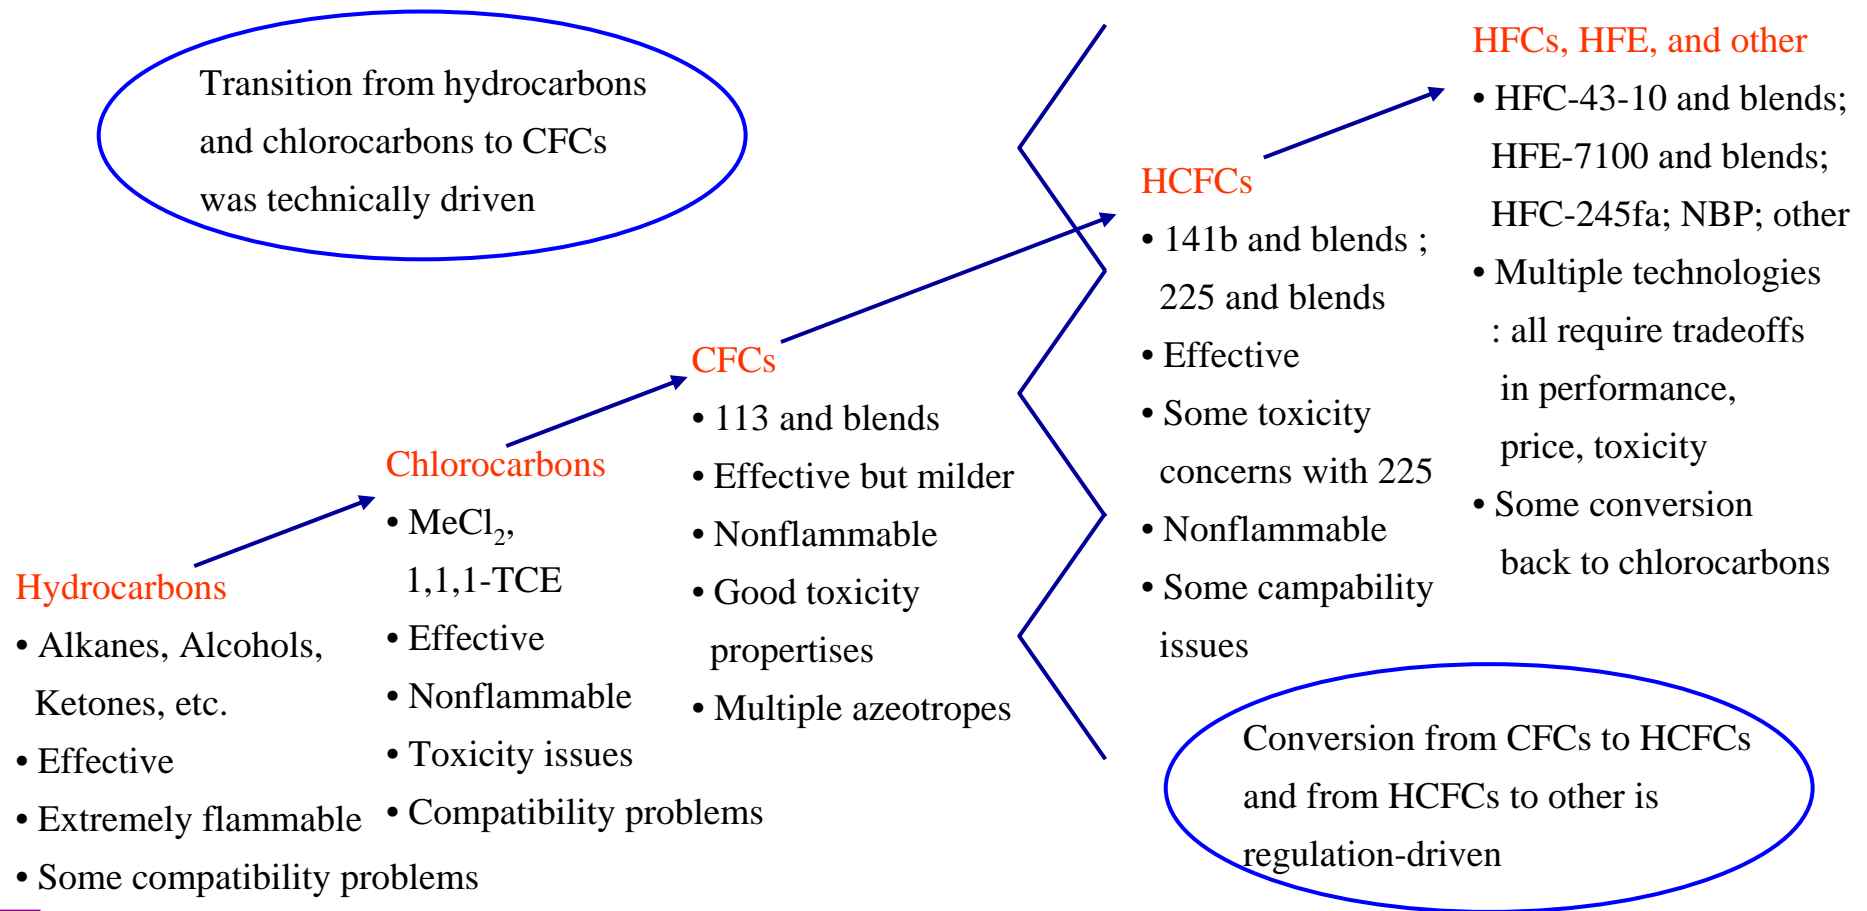 Transition from hydrocarbons
and chlorocarbons to CFCs
was technically driven
Hydrocarbons
• Alkanes, Alcohols,
Ketones, etc.
• Effective
• Extremely flammable
• Some compatibility problems
Chlorocarbons
• MeCl₂,
1,1,1-TCE
• Effective
• Nonflammable
• Toxicity issues
• Compatibility problems
CFCs
• 113 and blends
• Effective but milder
• Nonflammable
• Good toxicity
propertises
• Multiple azeotropes
HCFCs
• 141b and blends ;
225 and blends
• Effective
• Some toxicity
concerns with 225
• Nonflammable
• Some campability
issues
HFCs, HFE, and other
• HFC-43-10 and blends;
HFE-7100 and blends;
HFC-245fa; NBP; other
• Multiple technologies
: all require tradeoffs
in performance,
price, toxicity
• Some conversion
back to chlorocarbons
Conversion from CFCs to HCFCs
and from HCFCs to other is
regulation-driven